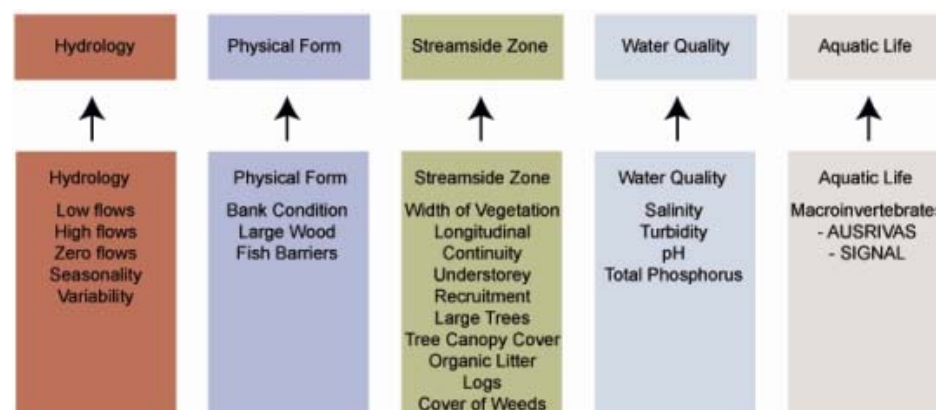 Hydrology
Physical Form
Streamside Zone
Water Quality
Aquatic Life
Hydrology
Low flows
High flows
Zero flows
Seasonality
Variability
Physical Form
Bank Condition
Large Wood
Fish Barriers
Streamside Zone
Width of Vegetation
Longitudinal
Continuity
Understorey
Recruitment
Large Trees
Tree Canopy Cover
Organic Litter
Logs
Cover of Weeds
Water Quality
Salinity
Turbidity
pH
Total Phosphorus
Aquatic Life
Macroinvertebrates
- AUSRIVAS
- SIGNAL